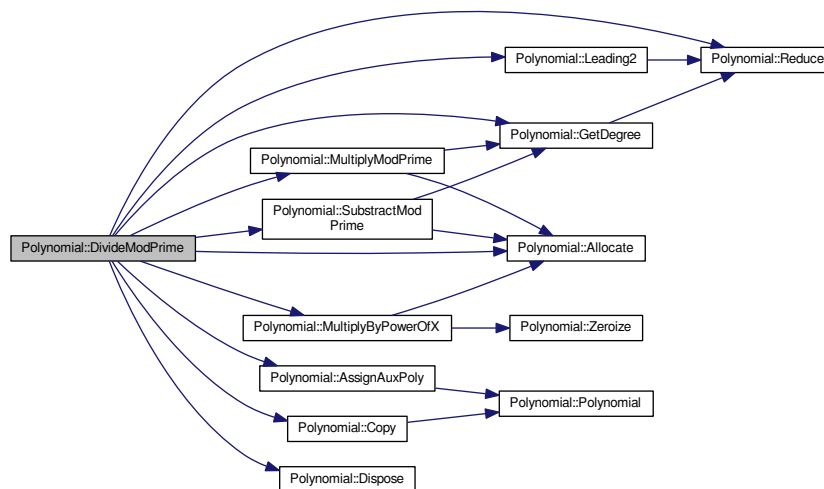 Polynomial::Leading2
Polynomial::Reduce
Polynomial::GetDegree
Polynomial::MultiplyModPrime
Polynomial::SubstractMod
Prime
Polynomial::DivideModPrime
Polynomial::Allocate
Polynomial::MultiplyByPowerOfX
Polynomial::Zeroize
Polynomial::AssignAuxPoly
Polynomial::Polynomial
Polynomial::Copy
Polynomial::Dispose